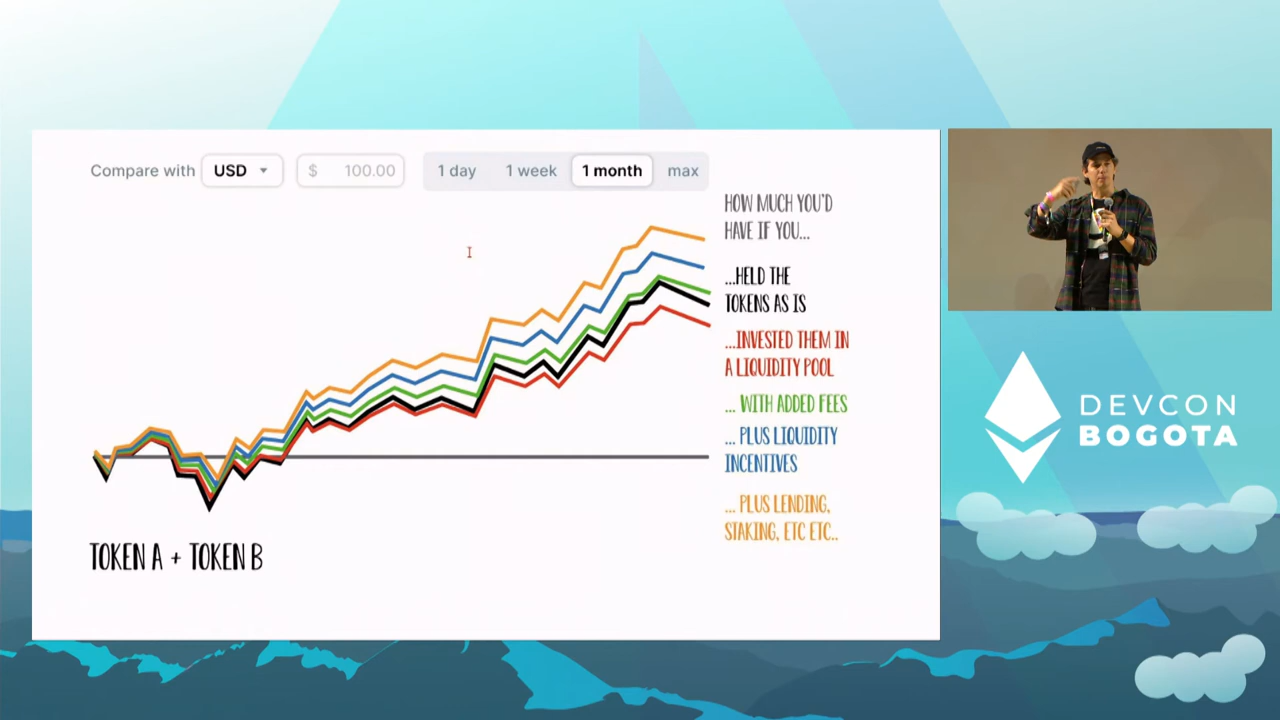 Compare with USD $ 100.00 1 day 1 week 1 month max
HOW MUCH YOU'D
HAVE IF YOU...
...HELD THE
TOKENS AS IS
...INVESTED THEM IN
A LIQUIDITY POOL
... WITH ADDED FEES
... PLUS LIQUIDITY
INCENTIVES
... PLUS LENDING,
STAKING, ETC ETC..
TOKEN A + TOKEN B
DEVCON
BOGOTA